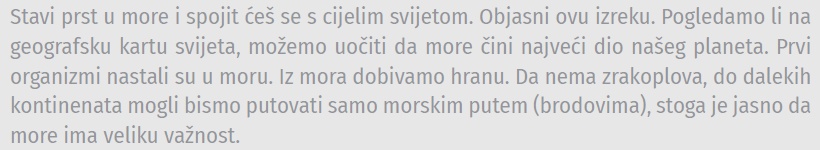 Stavi prst u more i spojit ćeš se s cijelim svijetom. Objasni ovu izreku. Pogledamo li na
geografsku kartu svijeta, možemo uočiti da more čini najveći dio našeg planeta. Prvi
organizmi nastali su u moru. Iz mora dobivamo hranu. Da nema zrakoplova, do dalekih
kontinenata mogli bismo putovati samo morskim putem (brodovima), stoga je jasno da
more ima veliku važnost.